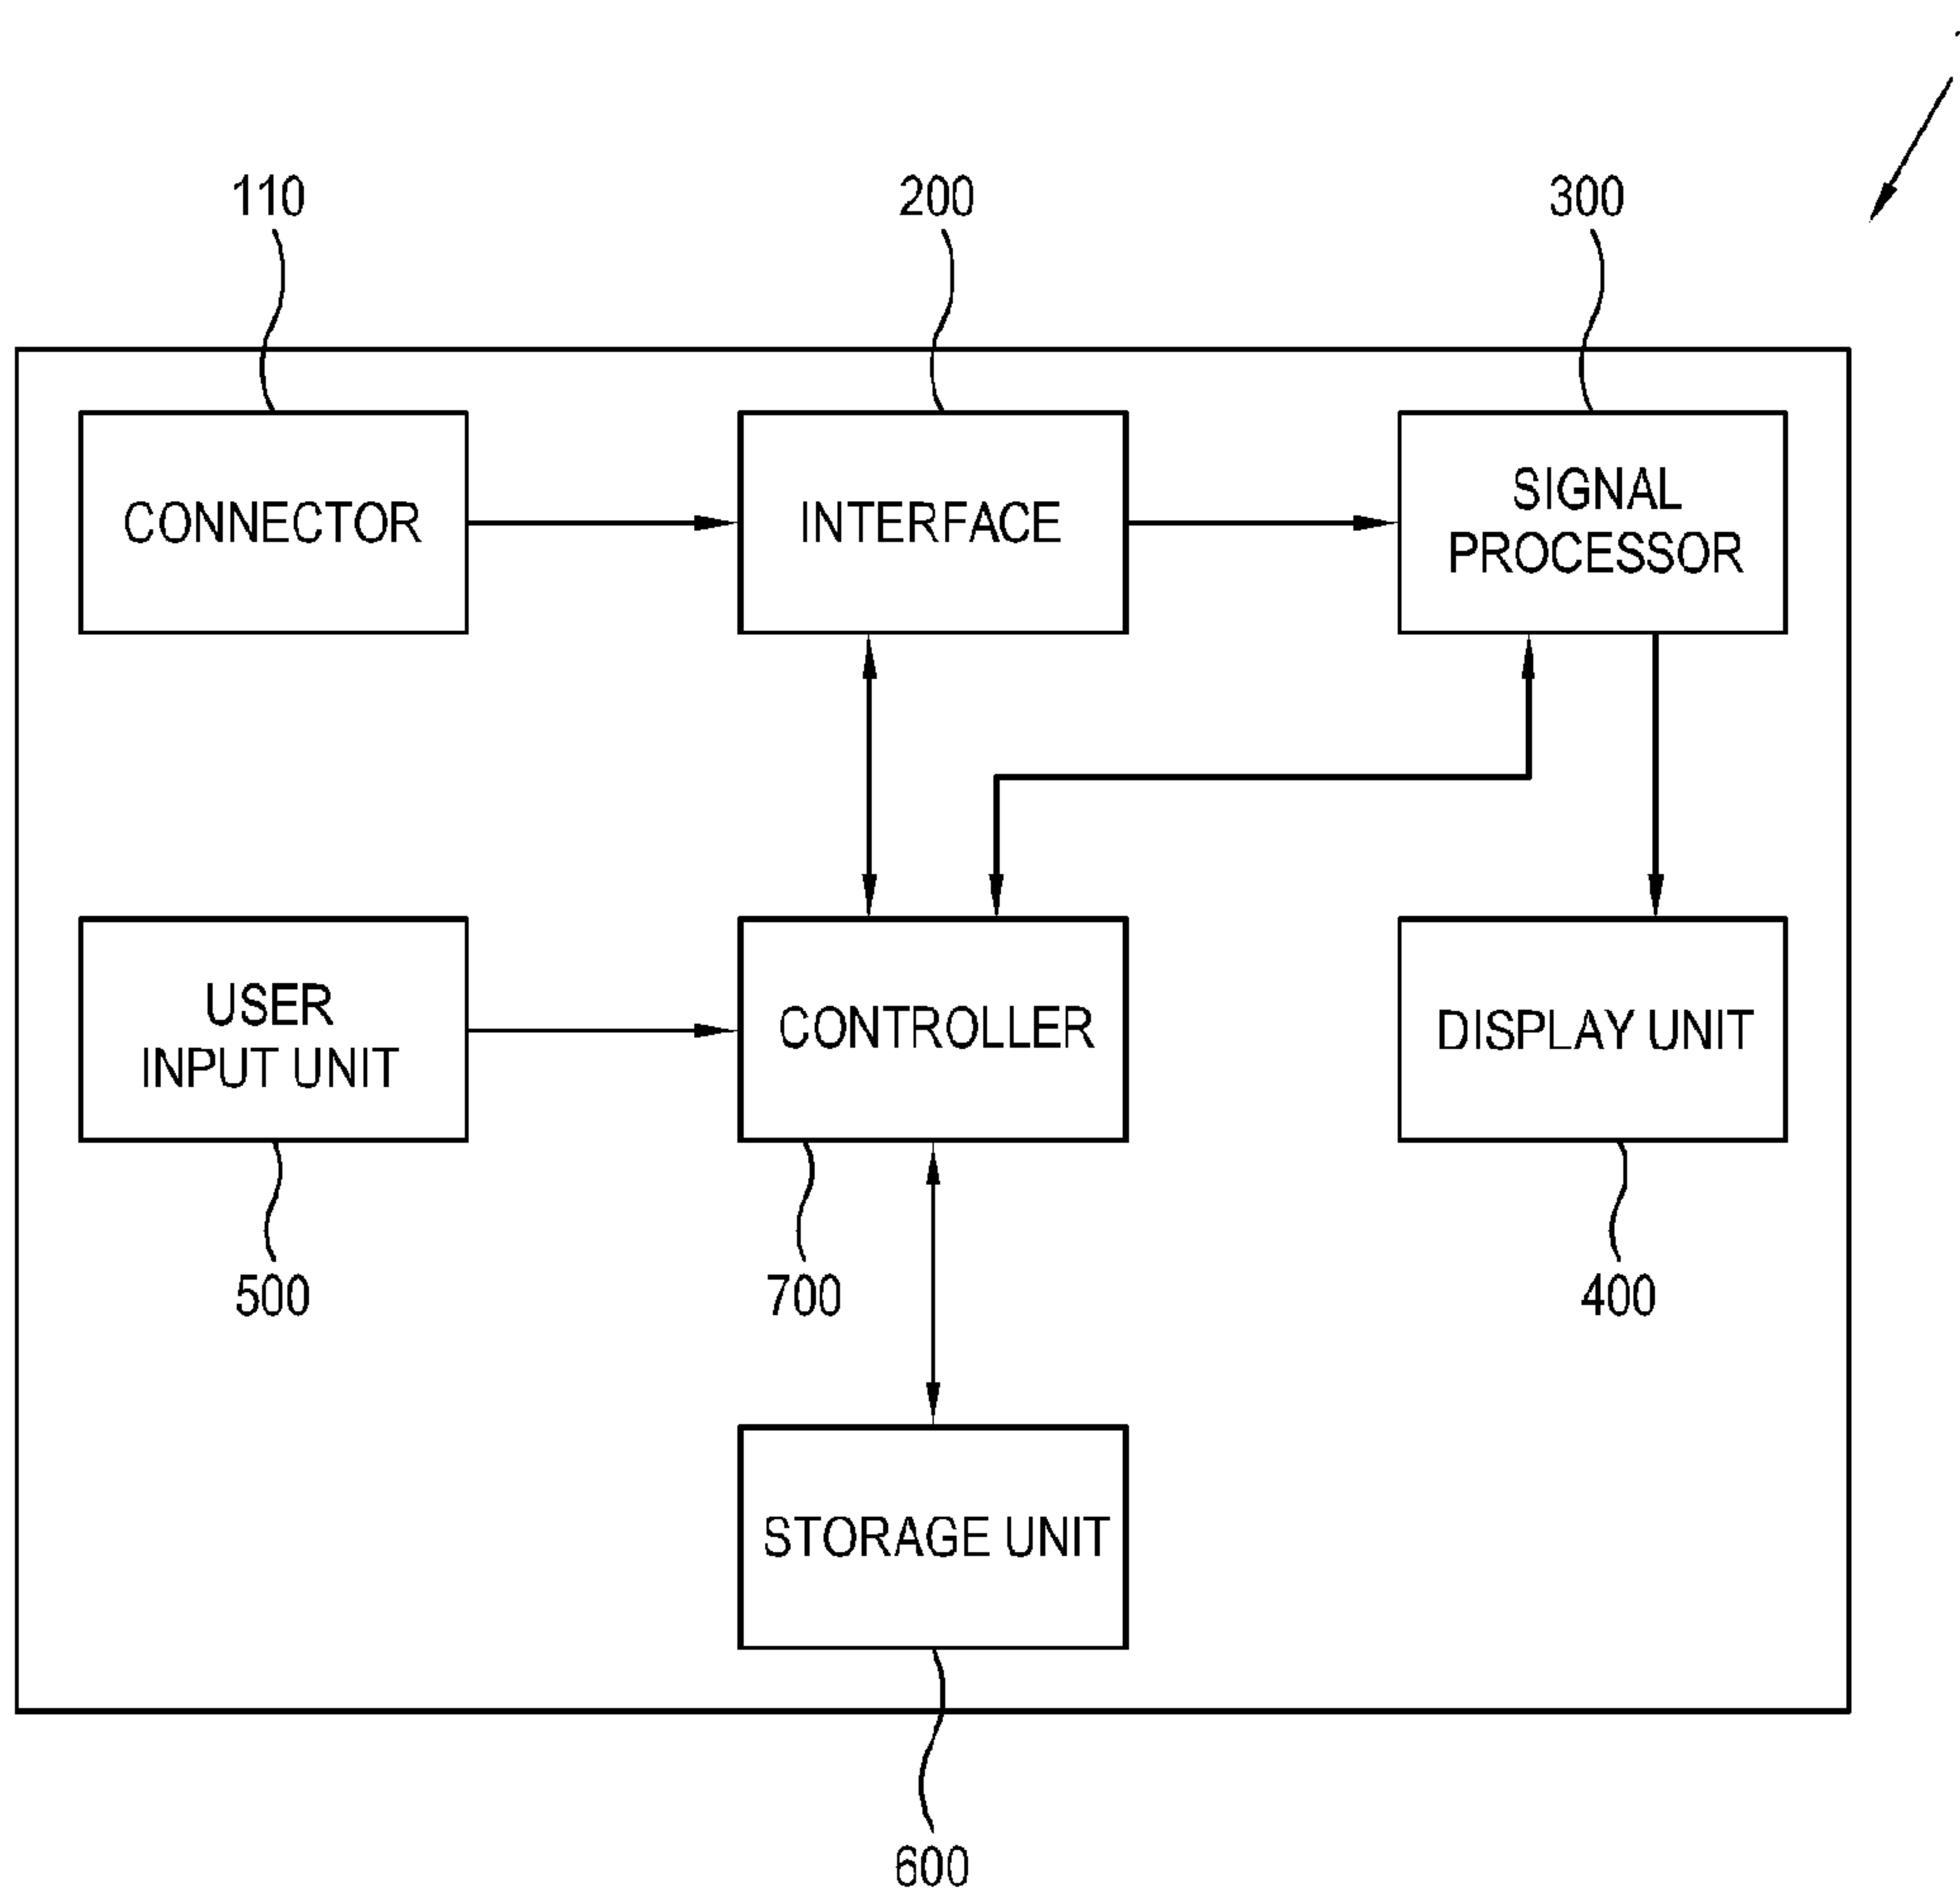 110
200
300
CONNECTOR
INTERFACE
SIGNAL
PROCESSOR
USER
INPUT UNIT
CONTROLLER
DISPLAY UNIT
500
700
400
STORAGE UNIT
600